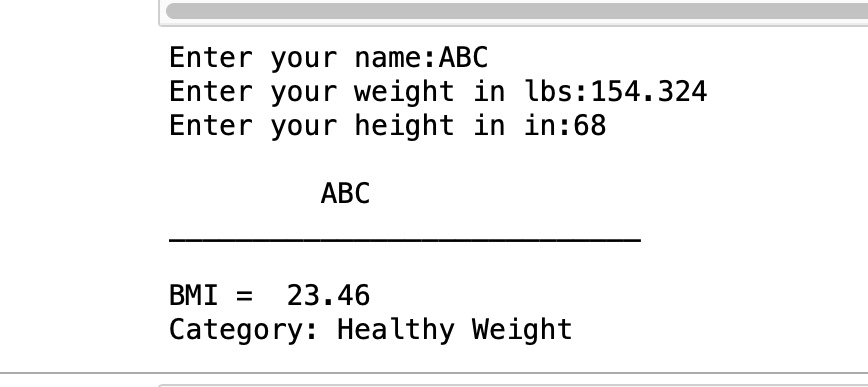 Enter your name:ABC
Enter your weight in lbs:154.324
Enter your height in in:68
ABC
____________________________
BMI =  23.46
Category: Healthy Weight